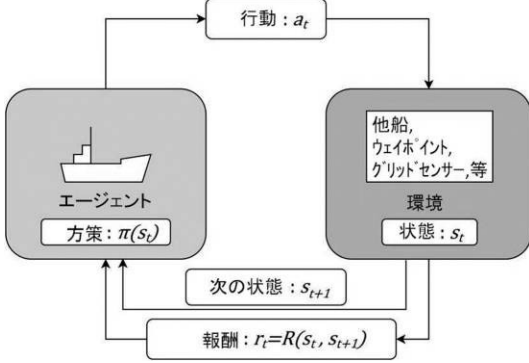 行動：a_t
他船,
ウェイポイント,
グリッドセンサー,等
エージェント
方策：π(s_t)
環境
状態：s_t
次の状態：s_{t+1}
報酬：r_t=R(s_t, s_{t+1})